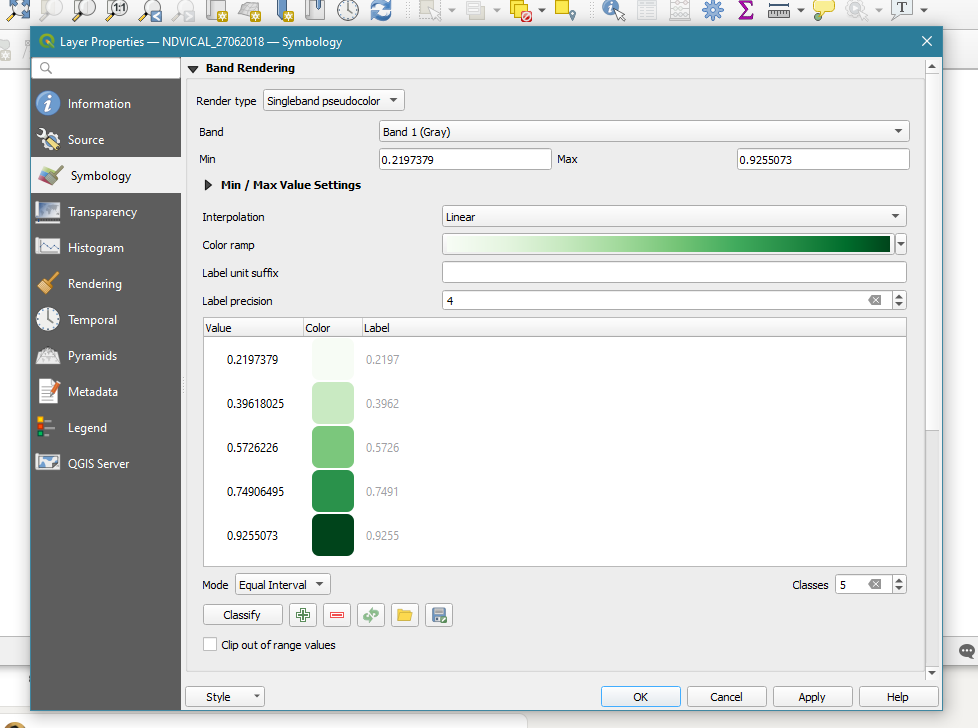 1:1
Σ
T
Layer Properties — NDVICAL_27062018 — Symbology
Information
Source
Symbology
Transparency
Histogram
Rendering
Temporal
Pyramids
Metadata
Legend
QGIS Server
Band Rendering
Render type Singleband pseudocolor
Band Band 1 (Gray)
Min 0.2197379 Max 0.9255073
Min / Max Value Settings
Interpolation Linear
Color ramp
Label unit suffix
Label precision 4
Value Color Label
0.2197379 0.2197
0.39618025 0.3962
0.5726226 0.5726
0.74906495 0.7491
0.9255073 0.9255
Mode Equal Interval Classes 5
Classify
Clip out of range values
Style OK Cancel Apply Help